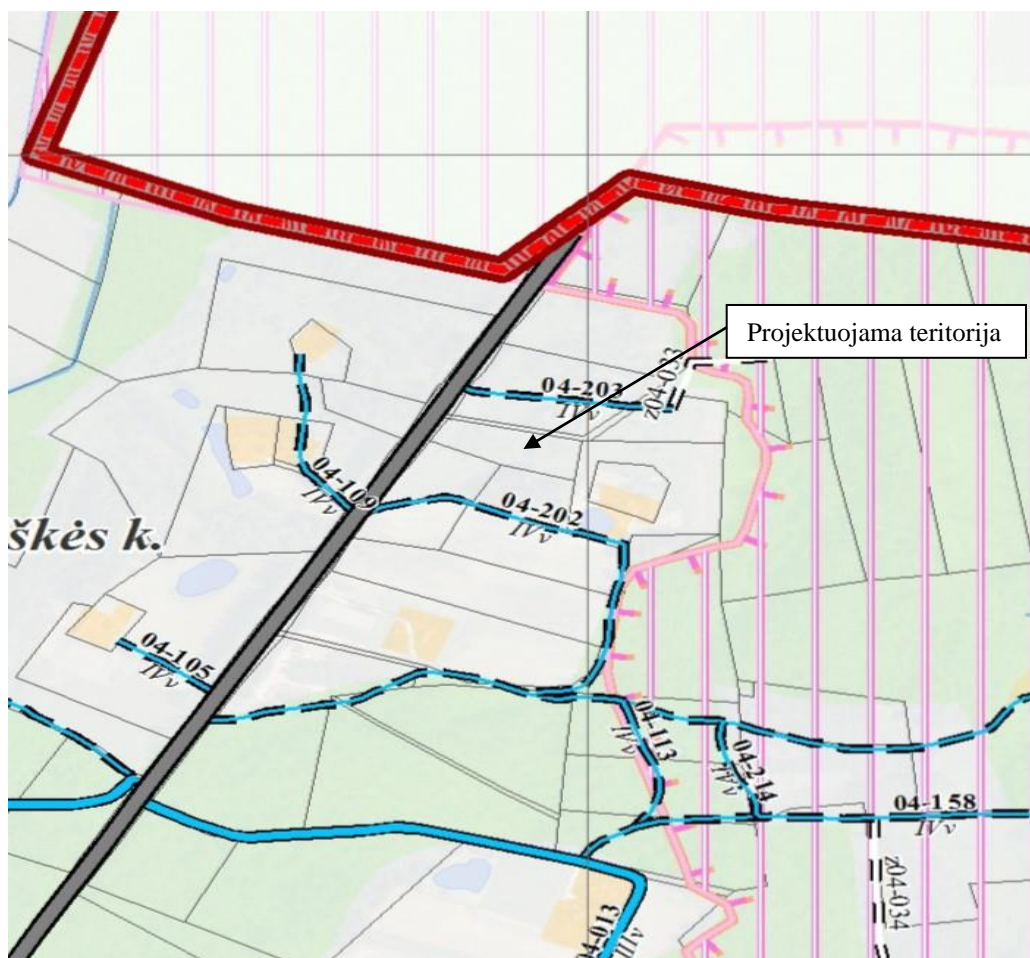 Projektuojama teritorija
04-203
IVv
z04-033
04-109
IVv
04-202
IVv
škės k.
04-105
IVv
04-113
IVv
04-214
IVv
04-158
IVv
z04-034
04-013
IIIv